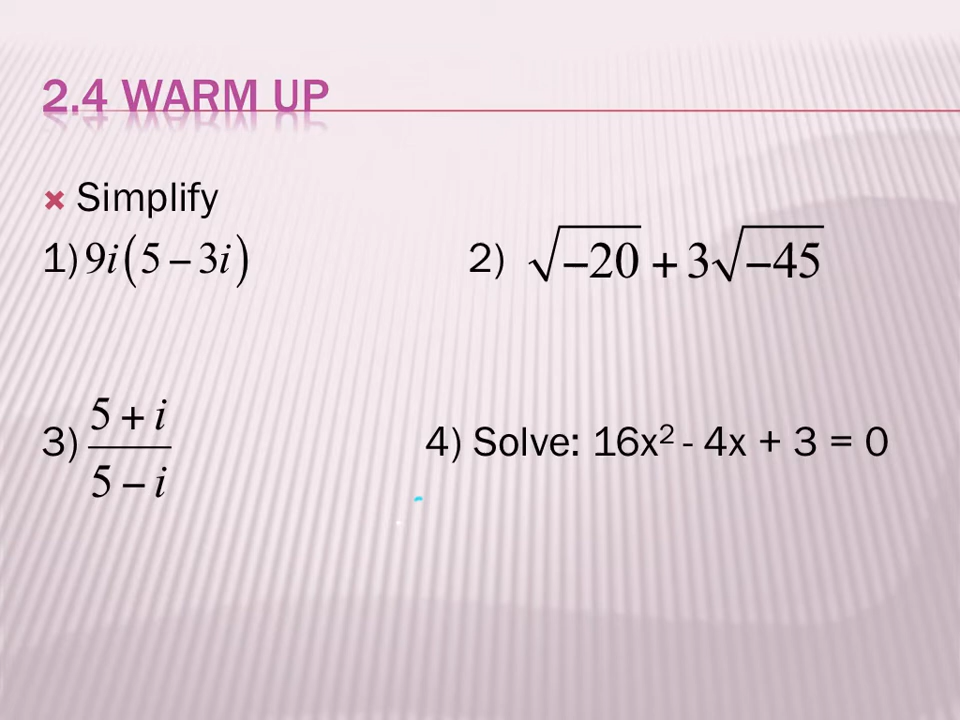 2.4 WARM UP
Simplify
1) 9i(5 − 3i)
2) √−20 + 3√−45
3) (5 + i)/(5 − i)
4) Solve: 16x² - 4x + 3 = 0